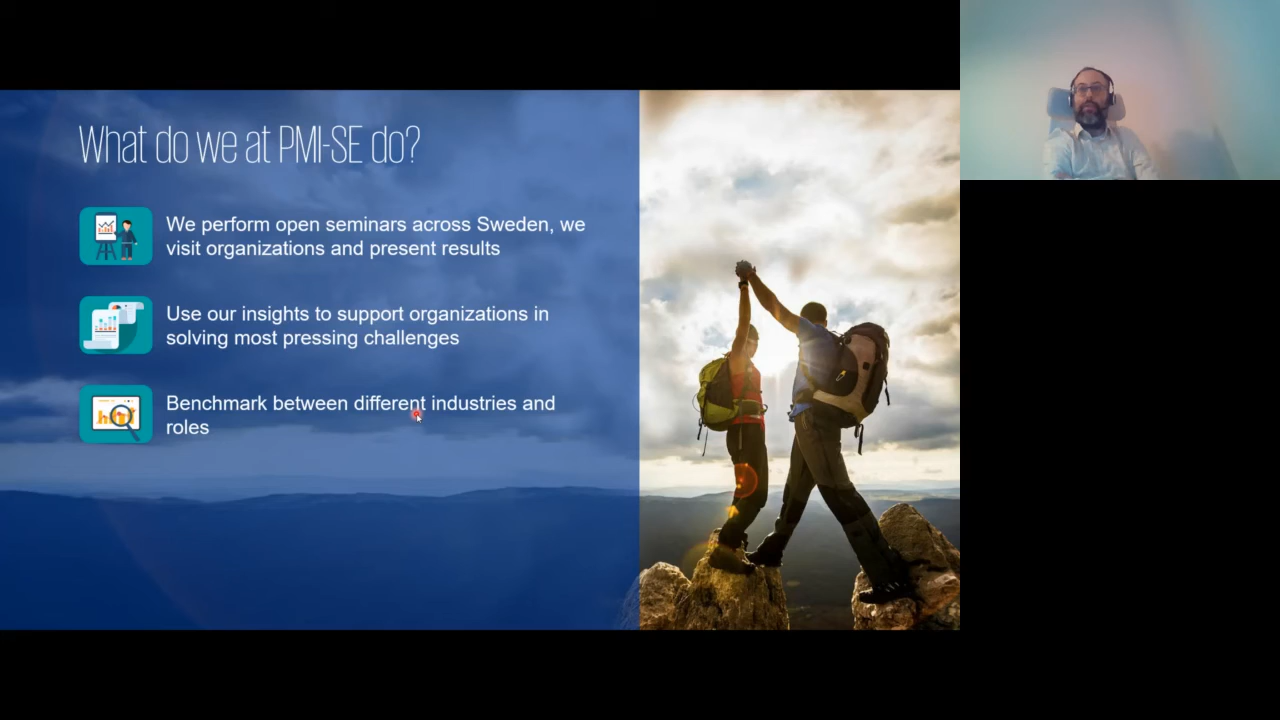 What do we at PMI-SE do?
We perform open seminars across Sweden, we
visit organizations and present results
Use our insights to support organizations in
solving most pressing challenges
Benchmark between different industries and
roles